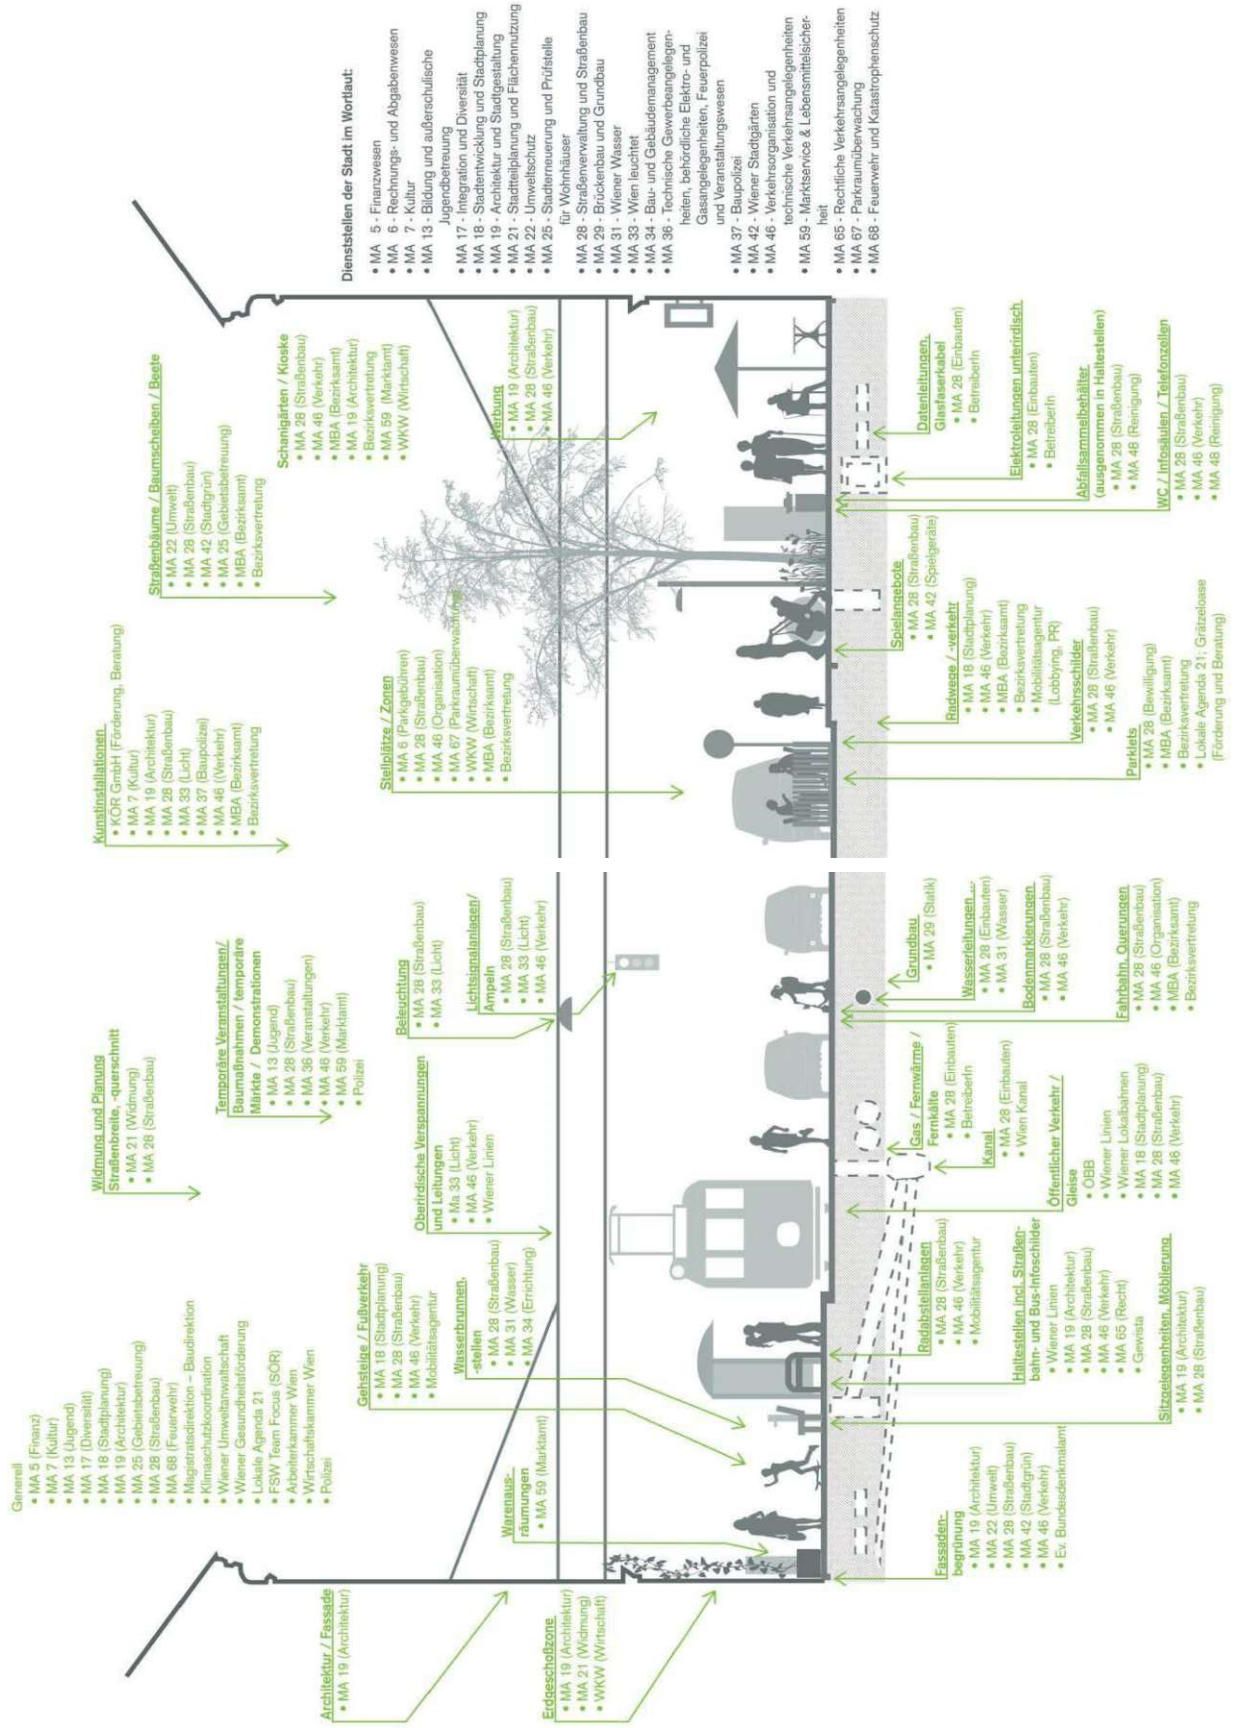 Generell
• MA 5 (Finanz)
• MA 7 (Kultur)
• MA 13 (Jugend)
• MA 17 (Diversität)
• MA 18 (Stadtplanung)
• MA 19 (Architektur)
• MA 25 (Gebietsbetreuung)
• MA 28 (Straßenbau)
• MA 68 (Feuerwehr)
• Magistratsdirektion – Baudirektion
• Klimaschutzkoordination
• Wiener Umweltanwaltschaft
• Wiener Gesundheitsförderung
• Lokale Agenda 21
• FSW Team Focus (SÖR)
• Arbeiterkammer Wien
• Wirtschaftskammer Wien
• Polizei
Widmung und Planung
Straßenbreite, -querschnitt
• MA 21 (Widmung)
• MA 28 (Straßenbau)
Temporäre Veranstaltungen/
Baumaßnahmen / temporäre
Märkte / Demonstrationen
• MA 13 (Jugend)
• MA 28 (Straßenbau)
• MA 36 (Veranstaltungen)
• MA 46 (Verkehr)
• MA 59 (Marktamt)
• Polizei
Kunstinstallationen
• KÖR GmbH (Förderung, Beratung)
• MA 7 (Kultur)
• MA 19 (Architektur)
• MA 28 (Straßenbau)
• MA 33 (Licht)
• MA 37 (Baupolizei)
• MA 46 (Verkehr)
• MBA (Bezirksamt)
• Bezirksvertretung
Straßenbäume / Baumscheiben / Beete
• MA 22 (Umwelt)
• MA 28 (Straßenbau)
• MA 42 (Stadtgrün)
• MA 25 (Gebietsbetreuung)
• MBA (Bezirksamt)
• Bezirksvertretung
Schanigärten / Kioske
• MA 28 (Straßenbau)
• MA 46 (Verkehr)
• MBA (Bezirksamt)
• MA 19 (Architektur)
• Bezirksvertretung
• MA 59 (Marktamt)
• WKW (Wirtschaft)
Architektur / Fassade
• MA 19 (Architektur)
Gehsteige / Fußverkehr
• MA 18 (Stadtplanung)
• MA 28 (Straßenbau)
• MA 46 (Verkehr)
• Mobilitätsagentur
Oberirdische Verspannungen
und Leitungen
• Ma 33 (Licht)
• MA 46 (Verkehr)
• Wiener Linien
Beleuchtung
• MA 28 (Straßenbau)
• MA 33 (Licht)
Lichtsignalanlagen/
Ampeln
• MA 28 (Straßenbau)
• MA 33 (Licht)
• MA 46 (Verkehr)
Stellplätze / Zonen
• MA 6 (Parkgebühren)
• MA 28 (Straßenbau)
• MA 46 (Organisation)
• MA 67 (Parkraumüberwachung)
• WKW (Wirtschaft)
• MBA (Bezirksamt)
• Bezirksvertretung
Werbung
• MA 19 (Architektur)
• MA 28 (Straßenbau)
• MA 46 (Verkehr)
Wasserbrunnen,
-stellen
• MA 28 (Straßenbau)
• MA 31 (Wasser)
• MA 34 (Errichtung)
Warenaus-
räumungen
• MA 59 (Marktamt)
Erdgeschoßzone
• MA 19 (Architektur)
• MA 21 (Widmung)
• WKW (Wirtschaft)
Fassaden-
begrünung
• MA 19 (Architektur)
• MA 22 (Umwelt)
• MA 28 (Straßenbau)
• MA 42 (Stadtgrün)
• MA 46 (Verkehr)
• Ev. Bundesdenkmalamt
Radabstellanlagen
• MA 28 (Straßenbau)
• MA 46 (Verkehr)
• Mobilitätsagentur
Haltestellen incl. Straßen-
bahn- und Bus-Infoschilder
• Wiener Linien
• MA 19 (Architektur)
• MA 28 (Straßenbau)
• MA 46 (Verkehr)
• MA 65 (Recht)
• Gewista
Sitzgelegenheiten, Möblierung
• MA 19 (Architektur)
• MA 28 (Straßenbau)
Gas / Fernwärme /
Fernkälte
• MA 28 (Einbauten)
• BetreiberIn
Kanal
• MA 28 (Einbauten)
• Wien Kanal
Öffentlicher Verkehr /
Gleise
• ÖBB
• Wiener Linien
• Wiener Lokalbahnen
• MA 18 (Stadtplanung)
• MA 28 (Straßenbau)
• MA 46 (Verkehr)
Grundbau
• MA 29 (Statik)
Wasserleitungen ...
• MA 28 (Einbauten)
• MA 31 (Wasser)
Bodenmarkierungen
• MA 28 (Straßenbau)
• MA 46 (Verkehr)
Fahrbahn, Querungen
• MA 28 (Straßenbau)
• MA 46 (Organisation)
• MBA (Bezirksamt)
• Bezirksvertretung
Spielangebote
• MA 28 (Straßenbau)
• MA 42 (Spielgeräte)
Radwege / -verkehr
• MA 18 (Stadtplanung)
• MA 46 (Verkehr)
• MBA (Bezirksamt)
• Bezirksvertretung
• Mobilitätsagentur
(Lobbying, PR)
Verkehrsschilder
• MA 28 (Straßenbau)
• MA 46 (Verkehr)
Parklets
• MA 28 (Bewilligung)
• MBA (Bezirksamt)
• Bezirksvertretung
• Lokale Agenda 21; Grätzeloase
(Förderung und Beratung)
Datenleitungen,
Glasfaserkabel
• MA 28 (Einbauten)
• BetreiberIn
Elektroleitungen unterirdisch
• MA 28 (Einbauten)
• BetreiberIn
Abfallsammelbehälter
(ausgenommen in Haltestellen)
• MA 28 (Straßenbau)
• MA 48 (Reinigung)
WC / Infosäulen / Telefonzellen
• MA 28 (Straßenbau)
• MA 46 (Verkehr)
• MA 48 (Reinigung)
Dienststellen der Stadt im Wortlaut:
• MA 5 - Finanzwesen
• MA 6 - Rechnungs- und Abgabenwesen
• MA 7 - Kultur
• MA 13 - Bildung und außerschulische
Jugendbetreuung
• MA 17 - Integration und Diversität
• MA 18 - Stadtentwicklung und Stadtplanung
• MA 19 - Architektur und Stadtgestaltung
• MA 21 - Stadtteilplanung und Flächennutzung
• MA 22 - Umweltschutz
• MA 25 - Stadterneuerung und Prüfstelle
für Wohnhäuser
• MA 28 - Straßenverwaltung und Straßenbau
• MA 29 - Brückenbau und Grundbau
• MA 31 - Wiener Wasser
• MA 33 - Wien leuchtet
• MA 34 - Bau- und Gebäudemanagement
• MA 36 - Technische Gewerbeangelegen-
heiten, behördliche Elektro- und
Gasangelegenheiten, Feuerpolizei
und Veranstaltungswesen
• MA 37 - Baupolizei
• MA 42 - Wiener Stadtgärten
• MA 46 - Verkehrsorganisation und
technische Verkehrsangelegenheiten
• MA 59 - Marktservice & Lebensmittelsicher-
heit
• MA 65 - Rechtliche Verkehrsangelegenheiten
• MA 67 - Parkraumüberwachung
• MA 68 - Feuerwehr und Katastrophenschutz